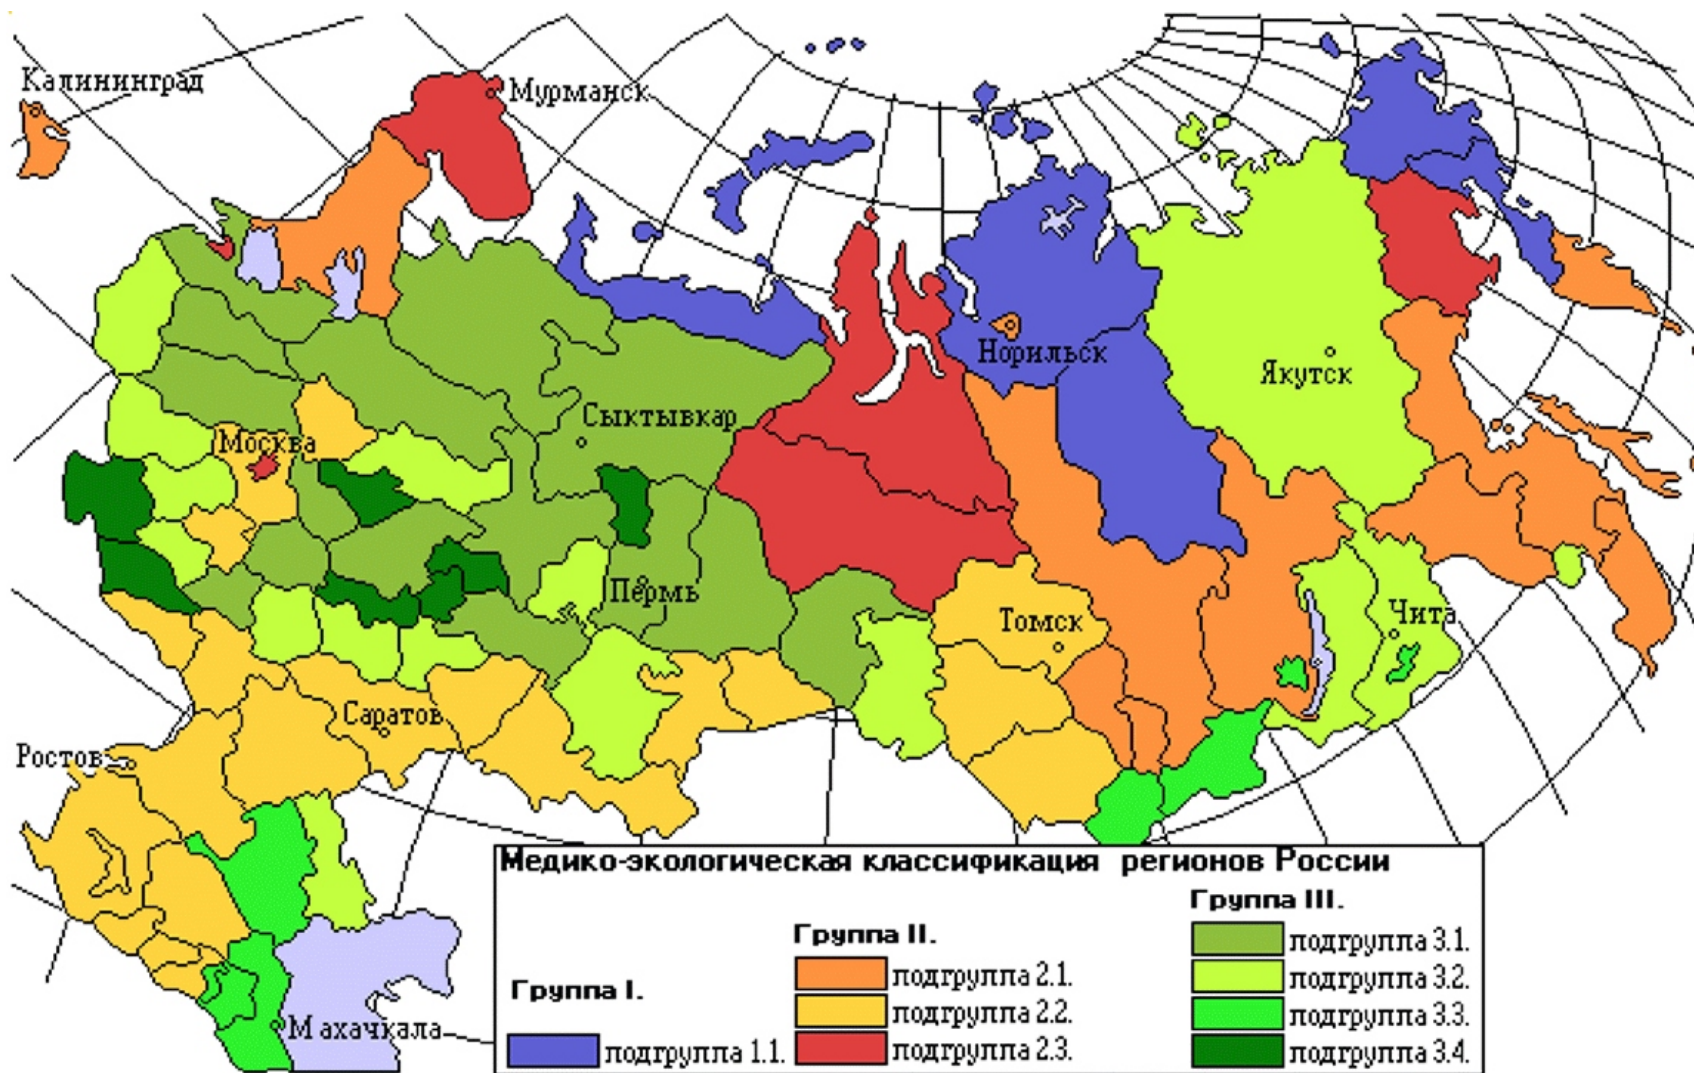 Калининград
Мурманск
Норильск
Якутск
Сыктывкар
Москва
Пермь
Томск
Чита
Саратов
Ростов
Махачкала
Медико-экологическая классификация регионов России
Группа I.
подгруппа 1.1.
Группа II.
подгруппа 2.1.
подгруппа 2.2.
подгруппа 2.3.
Группа III.
подгруппа 3.1.
подгруппа 3.2.
подгруппа 3.3.
подгруппа 3.4.